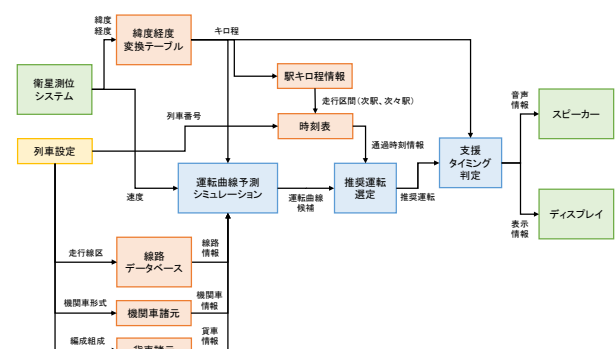 緯度
経度
緯度経度
変換テーブル
キロ程
衛星測位
システム
駅キロ程情報
走行区間(次駅、次々駅)
音声
情報
スピーカー
列車番号
時刻表
列車設定
通過時刻情報
支援
タイミング
判定
速度
運転曲線予測
シミュレーション
運転曲線
候補
推奨運転
選定
推奨運転
表示
情報
ディスプレイ
走行線区
線路
データベース
線路
情報
機関車形式
機関車諸元
機関車
情報
編成組成
貨車諸元
貨車
情報